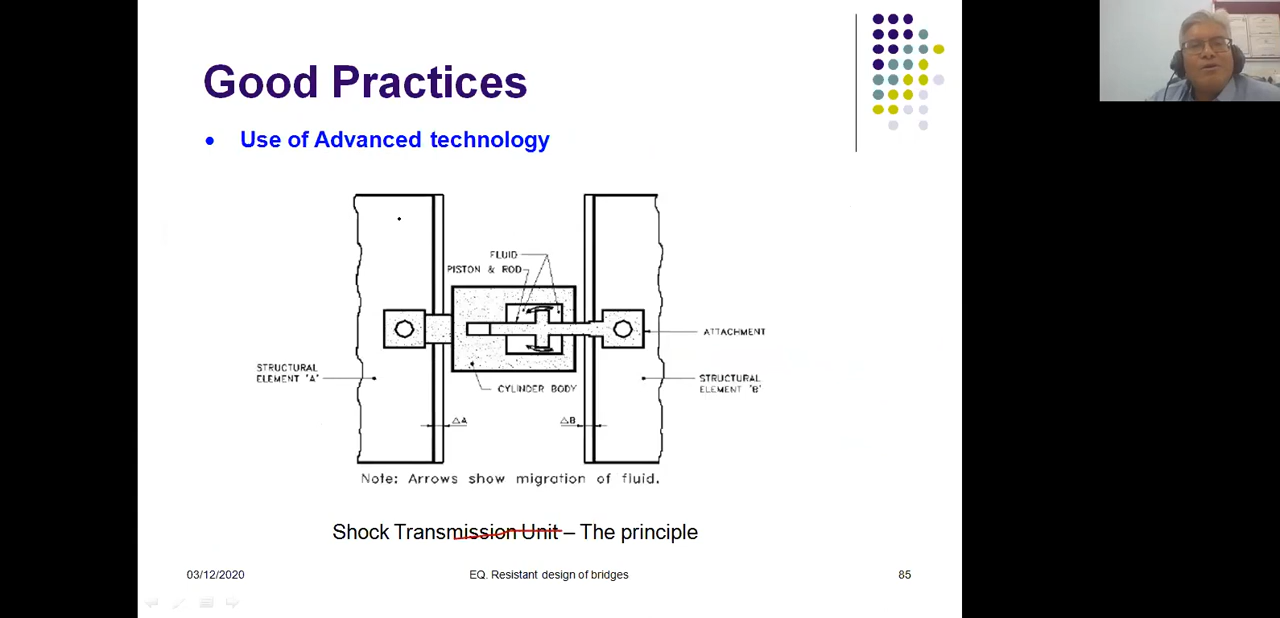 Good Practices
• Use of Advanced technology
FLUID
PISTON & ROD
ATTACHMENT
STRUCTURAL
ELEMENT 'A'
STRUCTURAL
ELEMENT 'B'
CYLINDER BODY
△A
△B
Note: Arrows show migration of fluid.
Shock Transmission Unit – The principle
03/12/2020
EQ. Resistant design of bridges
85